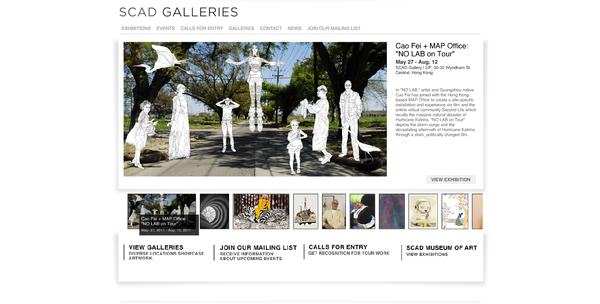 SCAD GALLERIES
EXHIBITIONS EVENTS CALLS FOR ENTRY GALLERIES CONTACT NEWS JOIN OUR MAILING LIST
Cao Fei + MAP Office:
"NO LAB on Tour"
May 27 - Aug. 12
SCAD Gallery I 2/F, 30-32 Wyndham St
Central, Hong Kong
In "NO LAB," artist and Guangzhou native
Cao Fei has joined with the Hong Kong-
based MAP Office to create a site-specific
installation and experience via film and the
online virtual community Second Life which
recalls the massive natural disaster of
Hurricane Katrina. "NO LAB on Tour"
depicts the storm surge and the
devastating aftermath of Hurricane Katrina
through a stark, politically charged film.
VIEW EXHIBITION
Cao Fei + MAP Office:
"NO LAB on Tour"
May 27, 2011 - Aug. 12, 2011
VIEW GALLERIES
DIVERSE LOCATIONS SHOWCASE
ARTWORK.
JOIN OUR MAILING LIST
RECEIVE INFORMATION
ABOUT UPCOMING EVENTS
CALLS FOR ENTRY
GET RECOGNITION FOR YOUR WORK
SCAD MUSEUM OF ART
VIEW EXHIBITIONS